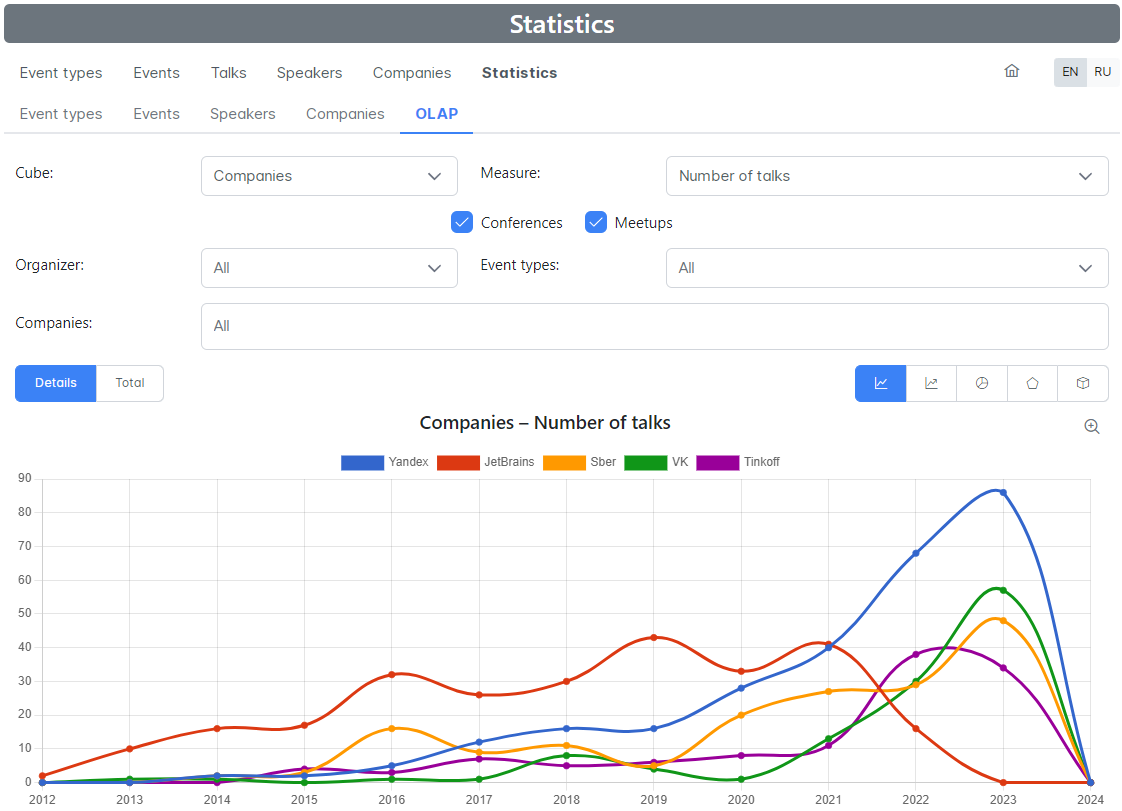 Statistics
Event types Events Talks Speakers Companies Statistics EN RU
Event types Events Speakers Companies OLAP
Cube: Companies Measure: Number of talks
Conferences Meetups
Organizer: All Event types: All
Companies: All
Details Total
Companies – Number of talks
Yandex JetBrains Sber VK Tinkoff
90
80
70
60
50
40
30
20
10
0
2012 2013 2014 2015 2016 2017 2018 2019 2020 2021 2022 2023 2024